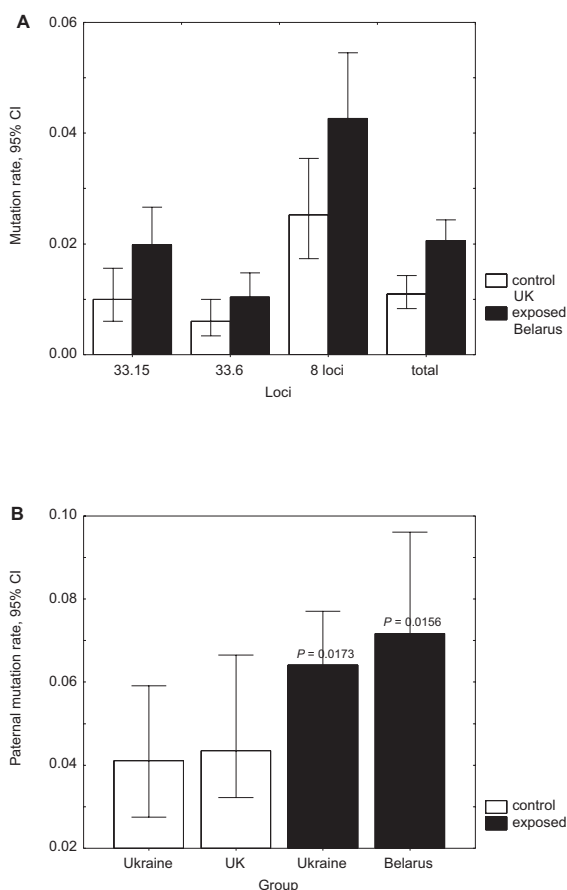 A
Mutation rate, 95% CI
0.06
0.04
0.02
0.00
33.15 33.6 8 loci total
Loci
control
UK
exposed
Belarus
B
Paternal mutation rate, 95% CI
0.10
0.08
0.06
0.04
0.02
P = 0.0173
P = 0.0156
Ukraine UK Ukraine Belarus
Group
control
exposed